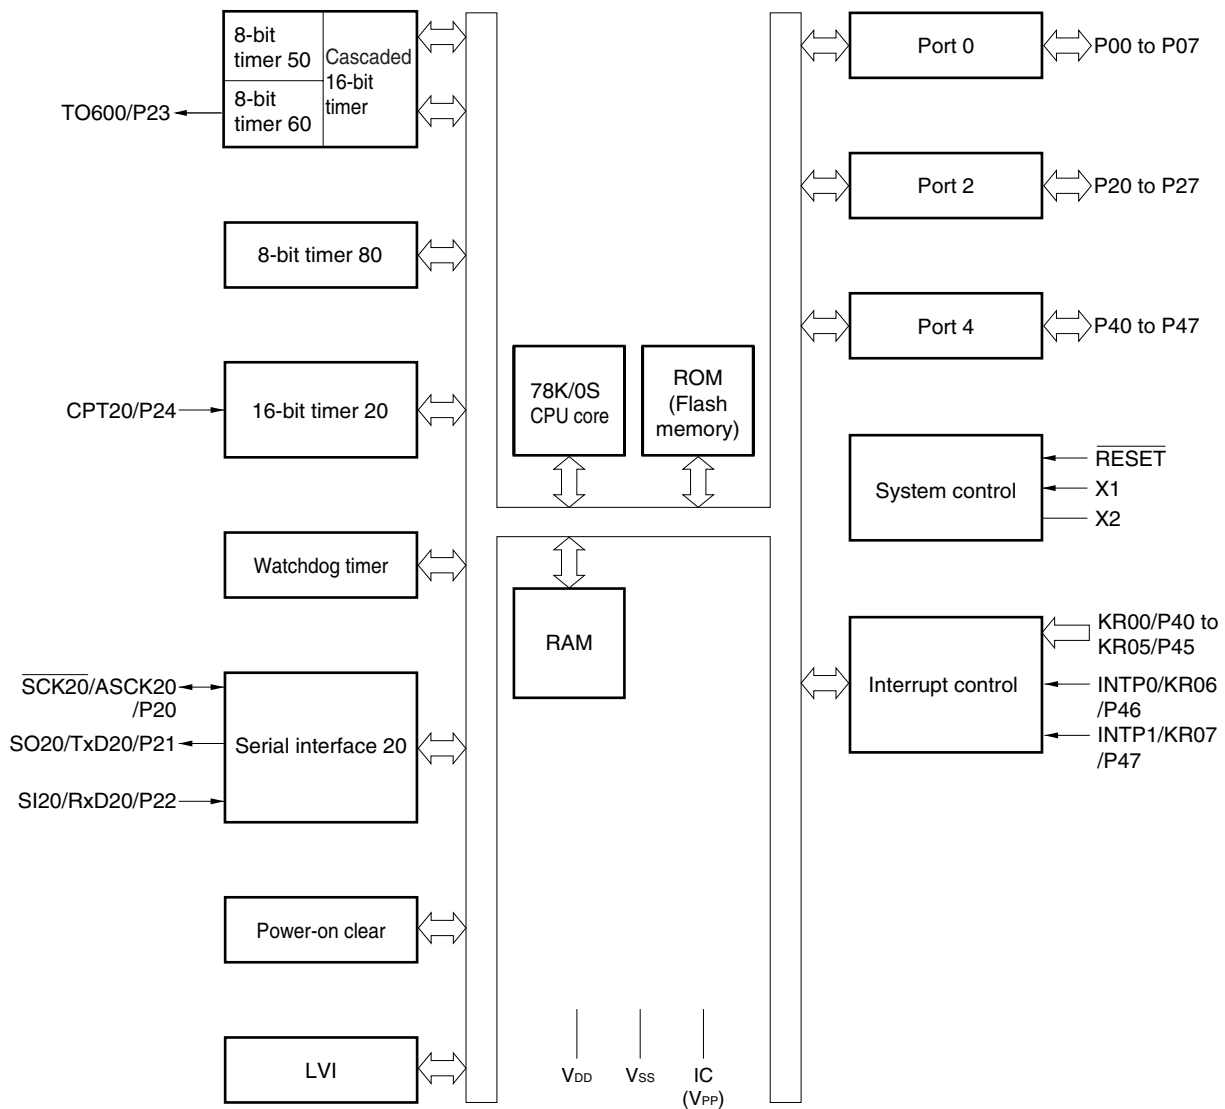 8-bit
timer 50
Cascaded
16-bit
timer
8-bit
timer 60
TO600/P23
8-bit timer 80
CPT20/P24
16-bit timer 20
Watchdog timer
SCK20/ASCK20
/P20
SO20/TxD20/P21
SI20/RxD20/P22
Serial interface 20
Power-on clear
LVI
78K/0S
CPU core
ROM
(Flash
memory)
RAM
VDD
VSS
IC
(VPP)
Port 0
P00 to P07
Port 2
P20 to P27
Port 4
P40 to P47
System control
RESET
X1
X2
Interrupt control
KR00/P40 to
KR05/P45
INTP0/KR06
/P46
INTP1/KR07
/P47